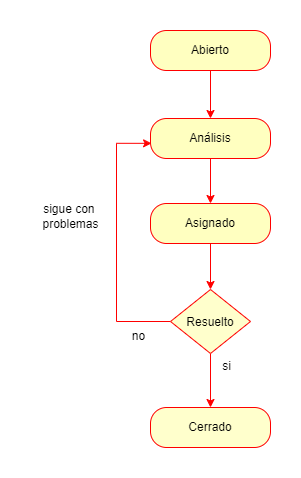 Abierto
Análisis
sigue con
problemas
Asignado
Resuelto
no
si
Cerrado